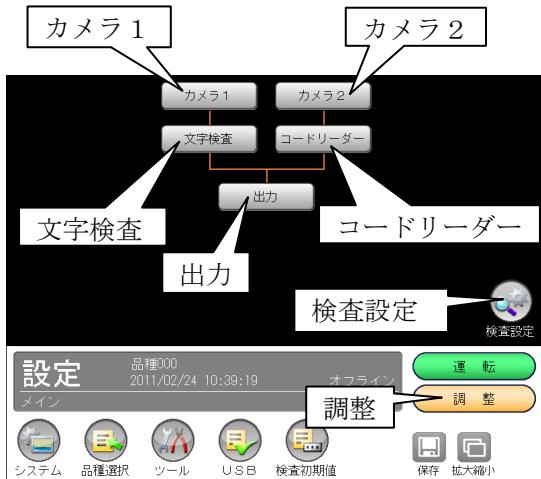 カメラ1
カメラ2
カメラ1
カメラ2
文字検査
コードリーダー
出力
文字検査
コードリーダー
出力
検査設定
検査設定
設定
品種000
2011/02/24 10:39:19
オフライン
メイン
運 転
調整
調 整
システム
品種選択
ツール
USB
検査初期値
保存
拡大縮小